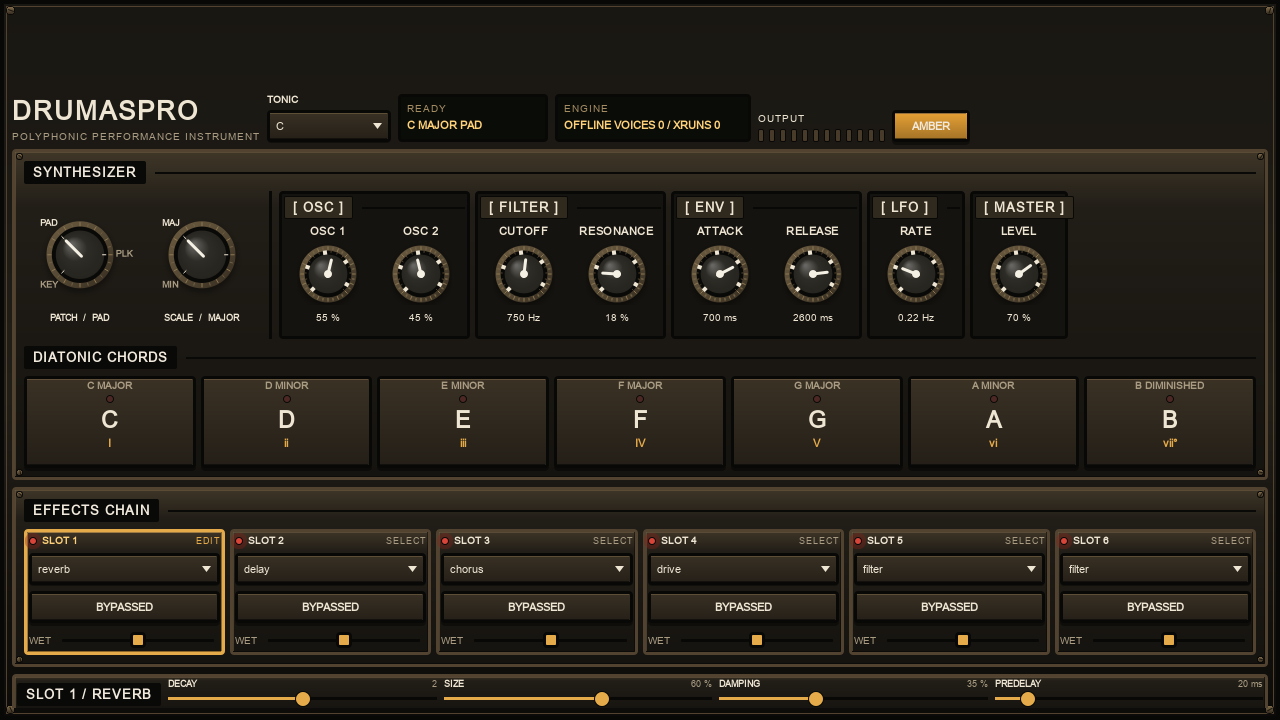 DRUMASPRO
POLYPHONIC PERFORMANCE INSTRUMENT
TONIC
C
READY
C MAJOR PAD
ENGINE
OFFLINE VOICES 0 / XRUNS 0
OUTPUT
AMBER
SYNTHESIZER
PAD
PLK
KEY
PATCH / PAD
MAJ
MIN
SCALE / MAJOR
[ OSC ]
OSC 1
OSC 2
55 %
45 %
[ FILTER ]
CUTOFF
RESONANCE
750 Hz
18 %
[ ENV ]
ATTACK
RELEASE
700 ms
2600 ms
[ LFO ]
RATE
0.22 Hz
[ MASTER ]
LEVEL
70 %
DIATONIC CHORDS
C MAJOR
C
I
D MINOR
D
ii
E MINOR
E
iii
F MAJOR
F
IV
G MAJOR
G
V
A MINOR
A
vi
B DIMINISHED
B
vii°
EFFECTS CHAIN
SLOT 1 EDIT
reverb
BYPASSED
WET
SLOT 2 SELECT
delay
BYPASSED
WET
SLOT 3 SELECT
chorus
BYPASSED
WET
SLOT 4 SELECT
drive
BYPASSED
WET
SLOT 5 SELECT
filter
BYPASSED
WET
SLOT 6 SELECT
filter
BYPASSED
WET
SLOT 1 / REVERB
DECAY 2
SIZE 60 %
DAMPING 35 %
PREDELAY 20 ms